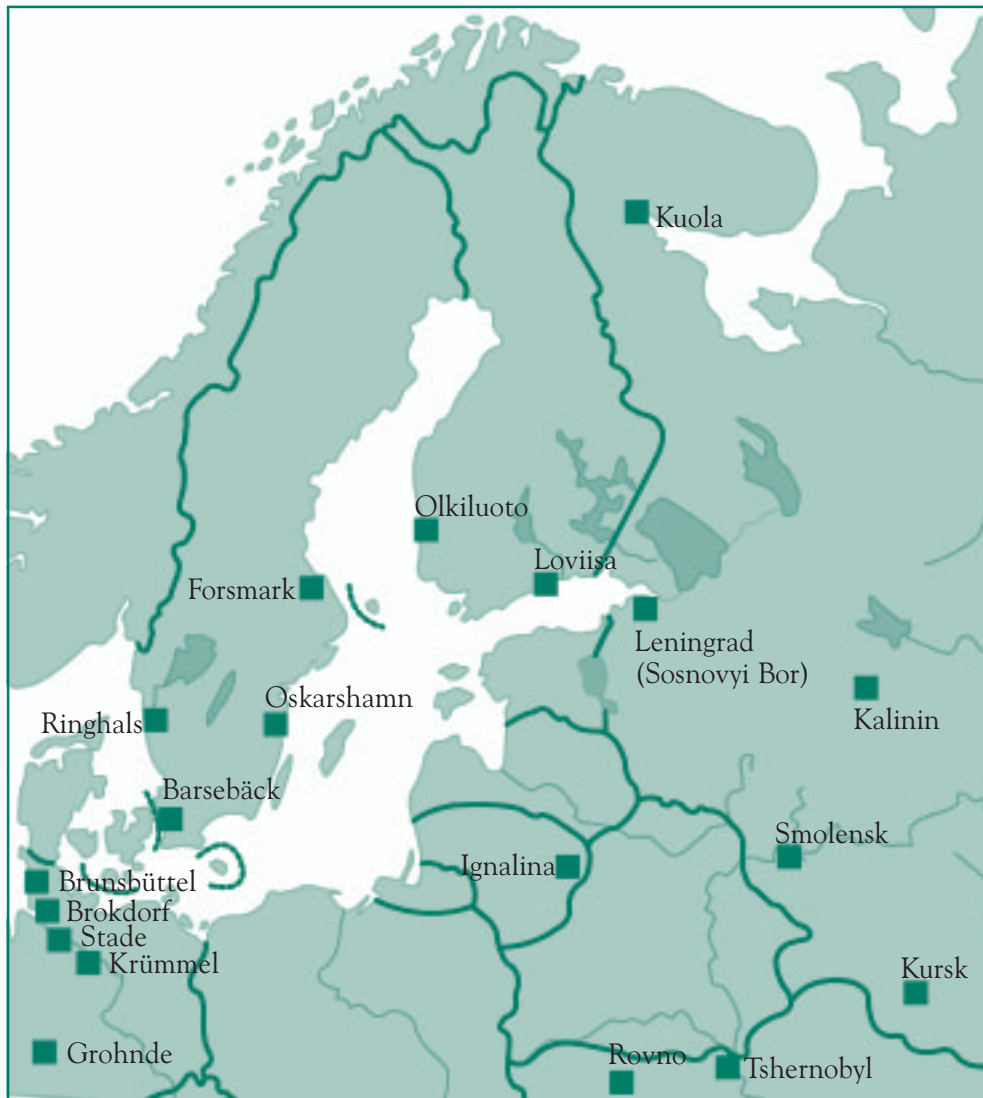 Kuola
Olkiluoto
Loviisa
Forsmark
Leningrad
(Sosnovyi Bor)
Kalinin
Oskarshamn
Ringhals
Barsebäck
Smolensk
Ignalina
Brunsbüttel
Brokdorf
Stade
Krümmel
Kursk
Grohnde
Rovno
Tshernobyl